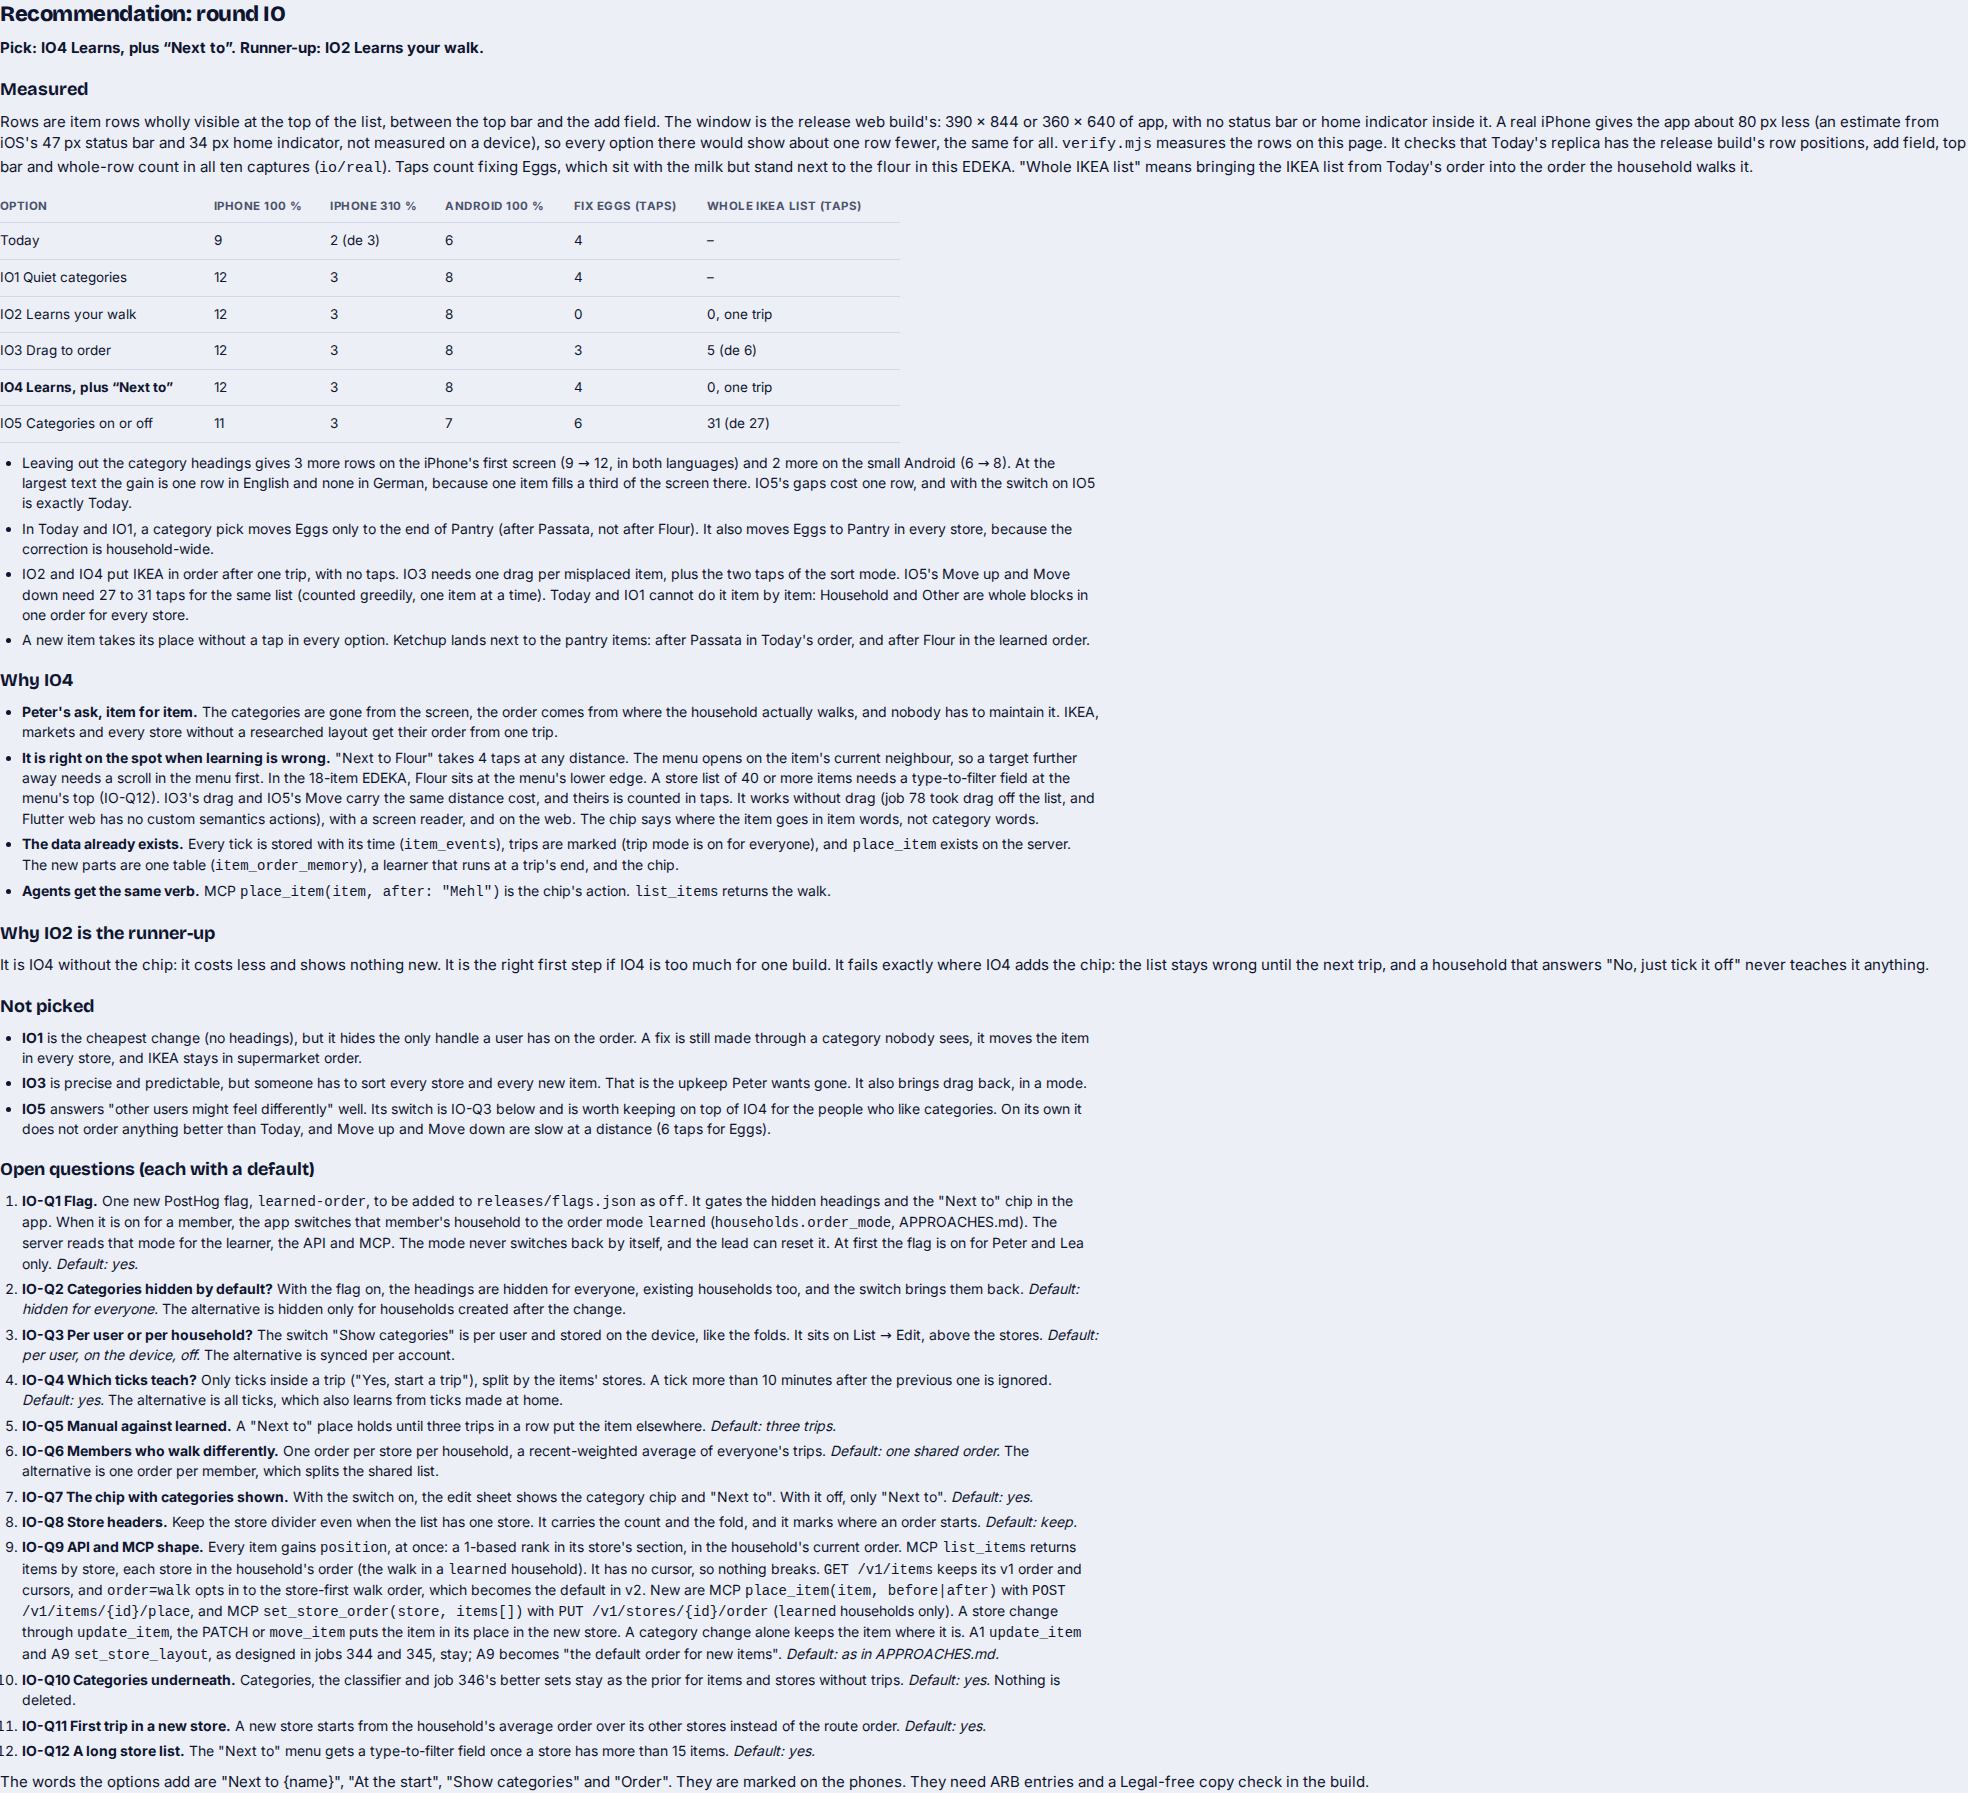 Recommendation: round IO
Pick: IO4 Learns, plus “Next to”. Runner-up: IO2 Learns your walk.
Measured
Rows are item rows wholly visible at the top of the list, between the top bar and the add field. The window is the release web build's: 390 × 844 or 360 × 640 of app, with no status bar or home indicator inside it. A real iPhone gives the app about 80 px less (an estimate from
iOS's 47 px status bar and 34 px home indicator, not measured on a device), so every option there would show about one row fewer, the same for all. verify.mjs measures the rows on this page. It checks that Today's replica has the release build's row positions, add field, top
bar and whole-row count in all ten captures (io/real). Taps count fixing Eggs, which sit with the milk but stand next to the flour in this EDEKA. "Whole IKEA list" means bringing the IKEA list from Today's order into the order the household walks it.
OPTION IPHONE 100 % IPHONE 310 % ANDROID 100 % FIX EGGS (TAPS) WHOLE IKEA LIST (TAPS)
Today 9 2 (de 3) 6 4 –
IO1 Quiet categories 12 3 8 4 –
IO2 Learns your walk 12 3 8 0 0, one trip
IO3 Drag to order 12 3 8 3 5 (de 6)
IO4 Learns, plus “Next to” 12 3 8 4 0, one trip
IO5 Categories on or off 11 3 7 6 31 (de 27)
• Leaving out the category headings gives 3 more rows on the iPhone's first screen (9 → 12, in both languages) and 2 more on the small Android (6 → 8). At the
largest text the gain is one row in English and none in German, because one item fills a third of the screen there. IO5's gaps cost one row, and with the switch on IO5
is exactly Today.
• In Today and IO1, a category pick moves Eggs only to the end of Pantry (after Passata, not after Flour). It also moves Eggs to Pantry in every store, because the
correction is household-wide.
• IO2 and IO4 put IKEA in order after one trip, with no taps. IO3 needs one drag per misplaced item, plus the two taps of the sort mode. IO5's Move up and Move
down need 27 to 31 taps for the same list (counted greedily, one item at a time). Today and IO1 cannot do it item by item: Household and Other are whole blocks in
one order for every store.
• A new item takes its place without a tap in every option. Ketchup lands next to the pantry items: after Passata in Today's order, and after Flour in the learned order.
Why IO4
• Peter's ask, item for item. The categories are gone from the screen, the order comes from where the household actually walks, and nobody has to maintain it. IKEA,
markets and every store without a researched layout get their order from one trip.
• It is right on the spot when learning is wrong. "Next to Flour" takes 4 taps at any distance. The menu opens on the item's current neighbour, so a target further
away needs a scroll in the menu first. In the 18-item EDEKA, Flour sits at the menu's lower edge. A store list of 40 or more items needs a type-to-filter field at the
menu's top (IO-Q12). IO3's drag and IO5's Move carry the same distance cost, and theirs is counted in taps. It works without drag (job 78 took drag off the list, and
Flutter web has no custom semantics actions), with a screen reader, and on the web. The chip says where the item goes in item words, not category words.
• The data already exists. Every tick is stored with its time (item_events), trips are marked (trip mode is on for everyone), and place_item exists on the server.
The new parts are one table (item_order_memory), a learner that runs at a trip's end, and the chip.
• Agents get the same verb. MCP place_item(item, after: "Mehl") is the chip's action. list_items returns the walk.
Why IO2 is the runner-up
It is IO4 without the chip: it costs less and shows nothing new. It is the right first step if IO4 is too much for one build. It fails exactly where IO4 adds the chip: the list stays wrong until the next trip, and a household that answers "No, just tick it off" never teaches it anything.
Not picked
• IO1 is the cheapest change (no headings), but it hides the only handle a user has on the order. A fix is still made through a category nobody sees, it moves the item
in every store, and IKEA stays in supermarket order.
• IO3 is precise and predictable, but someone has to sort every store and every new item. That is the upkeep Peter wants gone. It also brings drag back, in a mode.
• IO5 answers "other users might feel differently" well. Its switch is IO-Q3 below and is worth keeping on top of IO4 for the people who like categories. On its own it
does not order anything better than Today, and Move up and Move down are slow at a distance (6 taps for Eggs).
Open questions (each with a default)
1. IO-Q1 Flag. One new PostHog flag, learned-order, to be added to releases/flags.json as off. It gates the hidden headings and the "Next to" chip in the
app. When it is on for a member, the app switches that member's household to the order mode learned (households.order_mode, APPROACHES.md). The
server reads that mode for the learner, the API and MCP. The mode never switches back by itself, and the lead can reset it. At first the flag is on for Peter and Lea
only. Default: yes.
2. IO-Q2 Categories hidden by default? With the flag on, the headings are hidden for everyone, existing households too, and the switch brings them back. Default:
hidden for everyone. The alternative is hidden only for households created after the change.
3. IO-Q3 Per user or per household? The switch "Show categories" is per user and stored on the device, like the folds. It sits on List → Edit, above the stores. Default:
per user, on the device, off. The alternative is synced per account.
4. IO-Q4 Which ticks teach? Only ticks inside a trip ("Yes, start a trip"), split by the items' stores. A tick more than 10 minutes after the previous one is ignored.
Default: yes. The alternative is all ticks, which also learns from ticks made at home.
5. IO-Q5 Manual against learned. A "Next to" place holds until three trips in a row put the item elsewhere. Default: three trips.
6. IO-Q6 Members who walk differently. One order per store per household, a recent-weighted average of everyone's trips. Default: one shared order. The
alternative is one order per member, which splits the shared list.
7. IO-Q7 The chip with categories shown. With the switch on, the edit sheet shows the category chip and "Next to". With it off, only "Next to". Default: yes.
8. IO-Q8 Store headers. Keep the store divider even when the list has one store. It carries the count and the fold, and it marks where an order starts. Default: keep.
9. IO-Q9 API and MCP shape. Every item gains position, at once: a 1-based rank in its store's section, in the household's current order. MCP list_items returns
items by store, each store in the household's order (the walk in a learned household). It has no cursor, so nothing breaks. GET /v1/items keeps its v1 order and
cursors, and order=walk opts in to the store-first walk order, which becomes the default in v2. New are MCP place_item(item, before|after) with POST
/v1/items/{id}/place, and MCP set_store_order(store, items[]) with PUT /v1/stores/{id}/order (learned households only). A store change
through update_item, the PATCH or move_item puts the item in its place in the new store. A category change alone keeps the item where it is. A1 update_item
and A9 set_store_layout, as designed in jobs 344 and 345, stay; A9 becomes "the default order for new items". Default: as in APPROACHES.md.
10. IO-Q10 Categories underneath. Categories, the classifier and job 346's better sets stay as the prior for items and stores without trips. Default: yes. Nothing is
deleted.
11. IO-Q11 First trip in a new store. A new store starts from the household's average order over its other stores instead of the route order. Default: yes.
12. IO-Q12 A long store list. The "Next to" menu gets a type-to-filter field once a store has more than 15 items. Default: yes.
The words the options add are "Next to {name}", "At the start", "Show categories" and "Order". They are marked on the phones. They need ARB entries and a Legal-free copy check in the build.